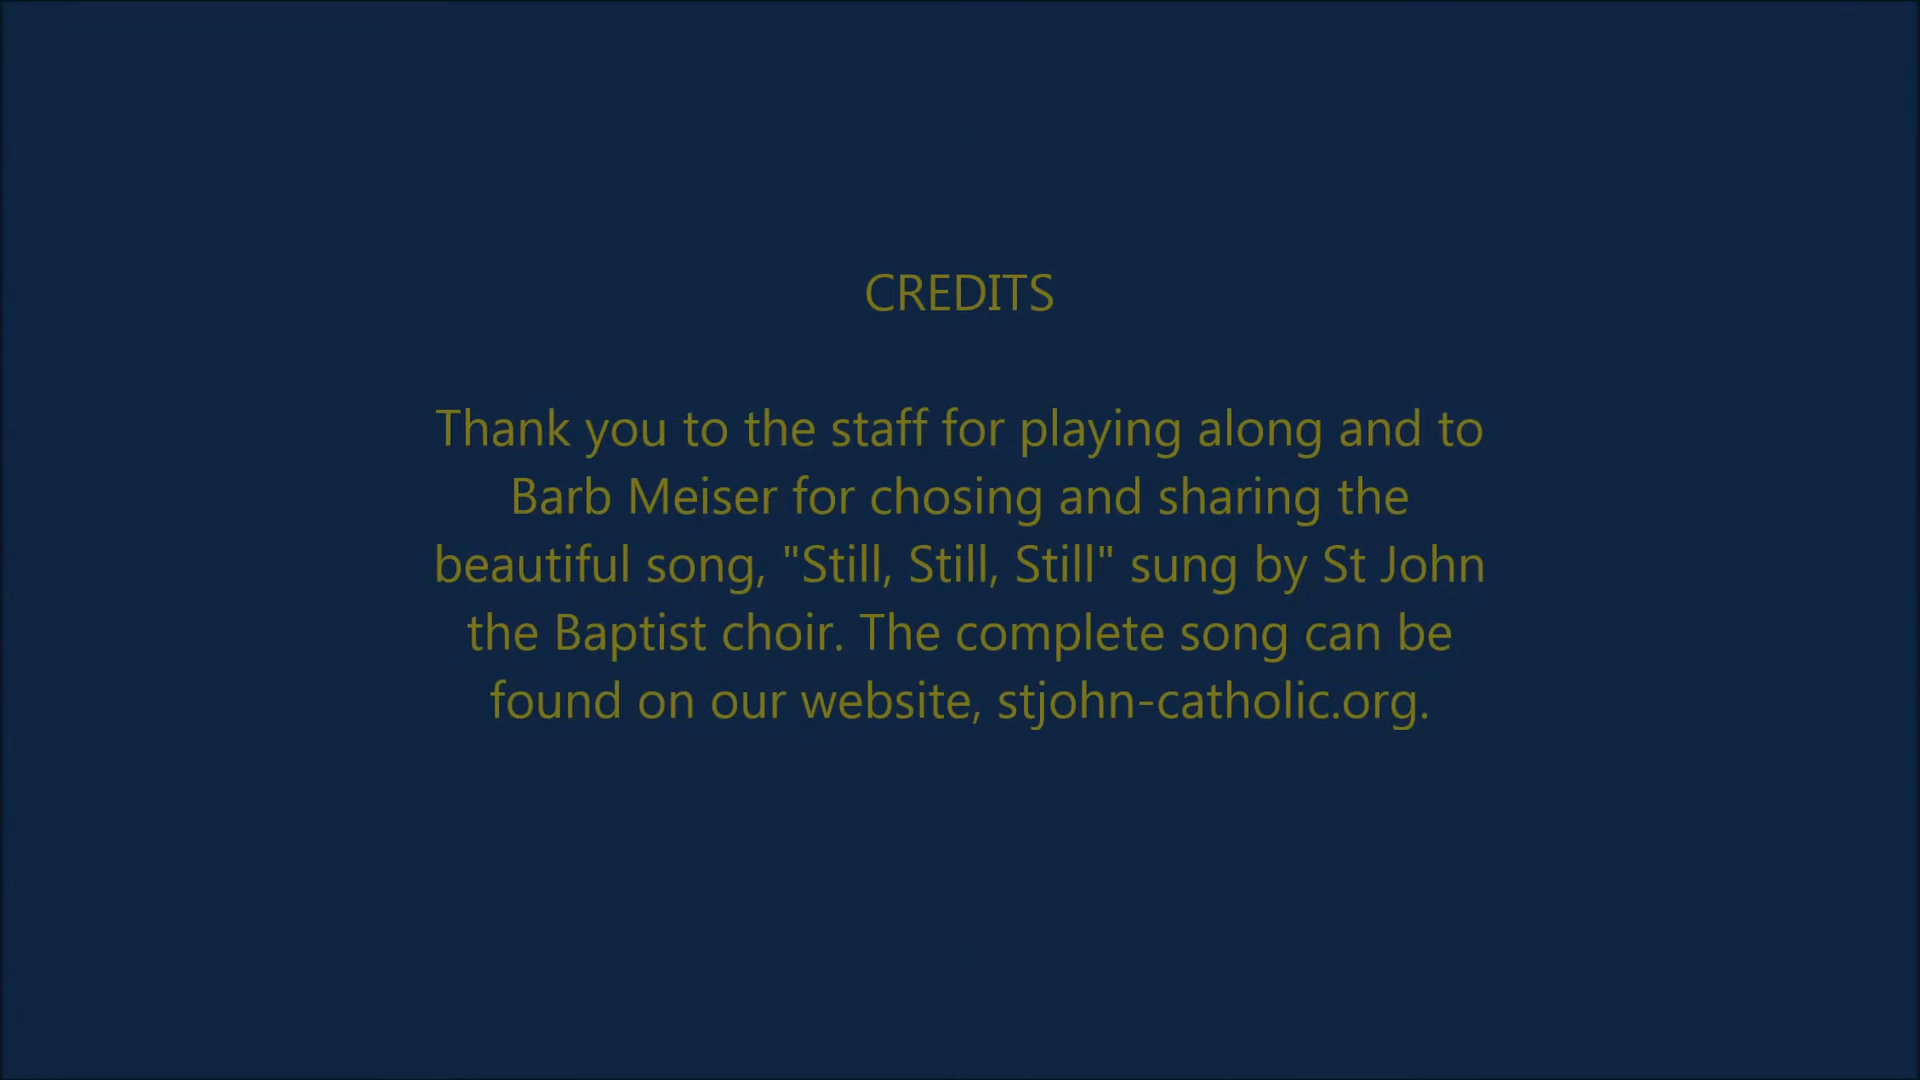 CREDITS
Thank you to the staff for playing along and to
Barb Meiser for chosing and sharing the
beautiful song, "Still, Still, Still" sung by St John
the Baptist choir. The complete song can be
found on our website, stjohn-catholic.org.